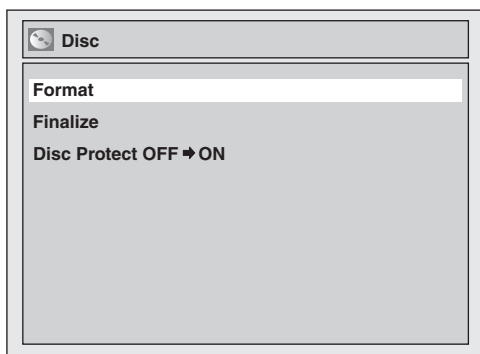 Disc
Format
Finalize
Disc Protect OFF ➡ ON